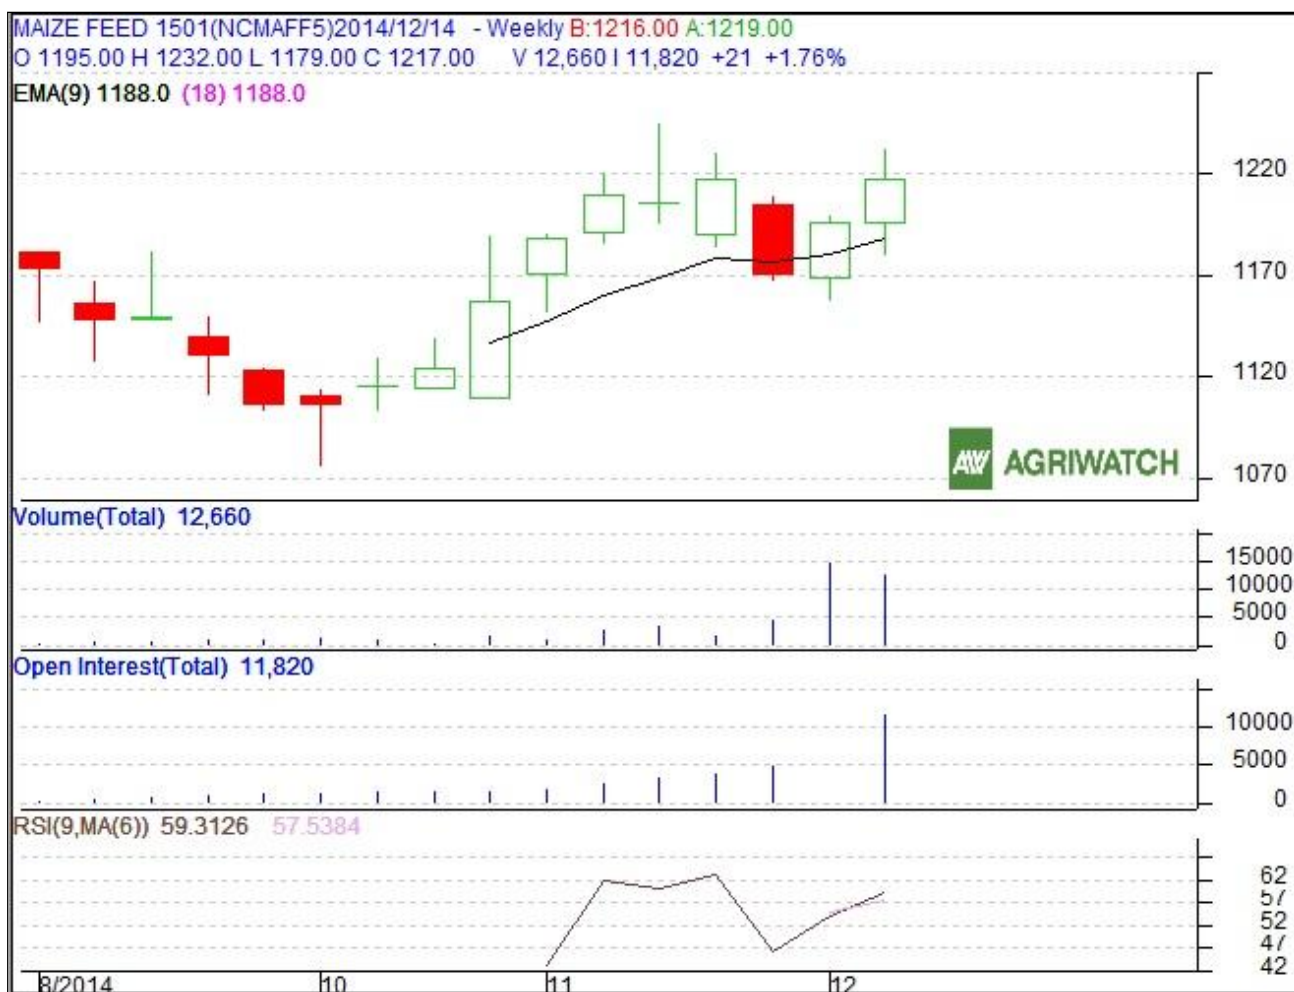 MAIZE FEED 1501(NCMAFF5)2014/12/14 - Weekly B:1216.00 A:1219.00
O 1195.00 H 1232.00 L 1179.00 C 1217.00 V 12,660 I 11,820 +21 +1.76%
EMA(9) 1188.0 (18) 1188.0
1220
1170
1120
AGRIWATCH
1070
Volume(Total) 12,660
15000
10000
5000
0
Open Interest(Total) 11,820
10000
5000
0
RSI(9,MA(6)) 59.3126 57.5384
62
57
52
47
42
8/2014 10 11 12